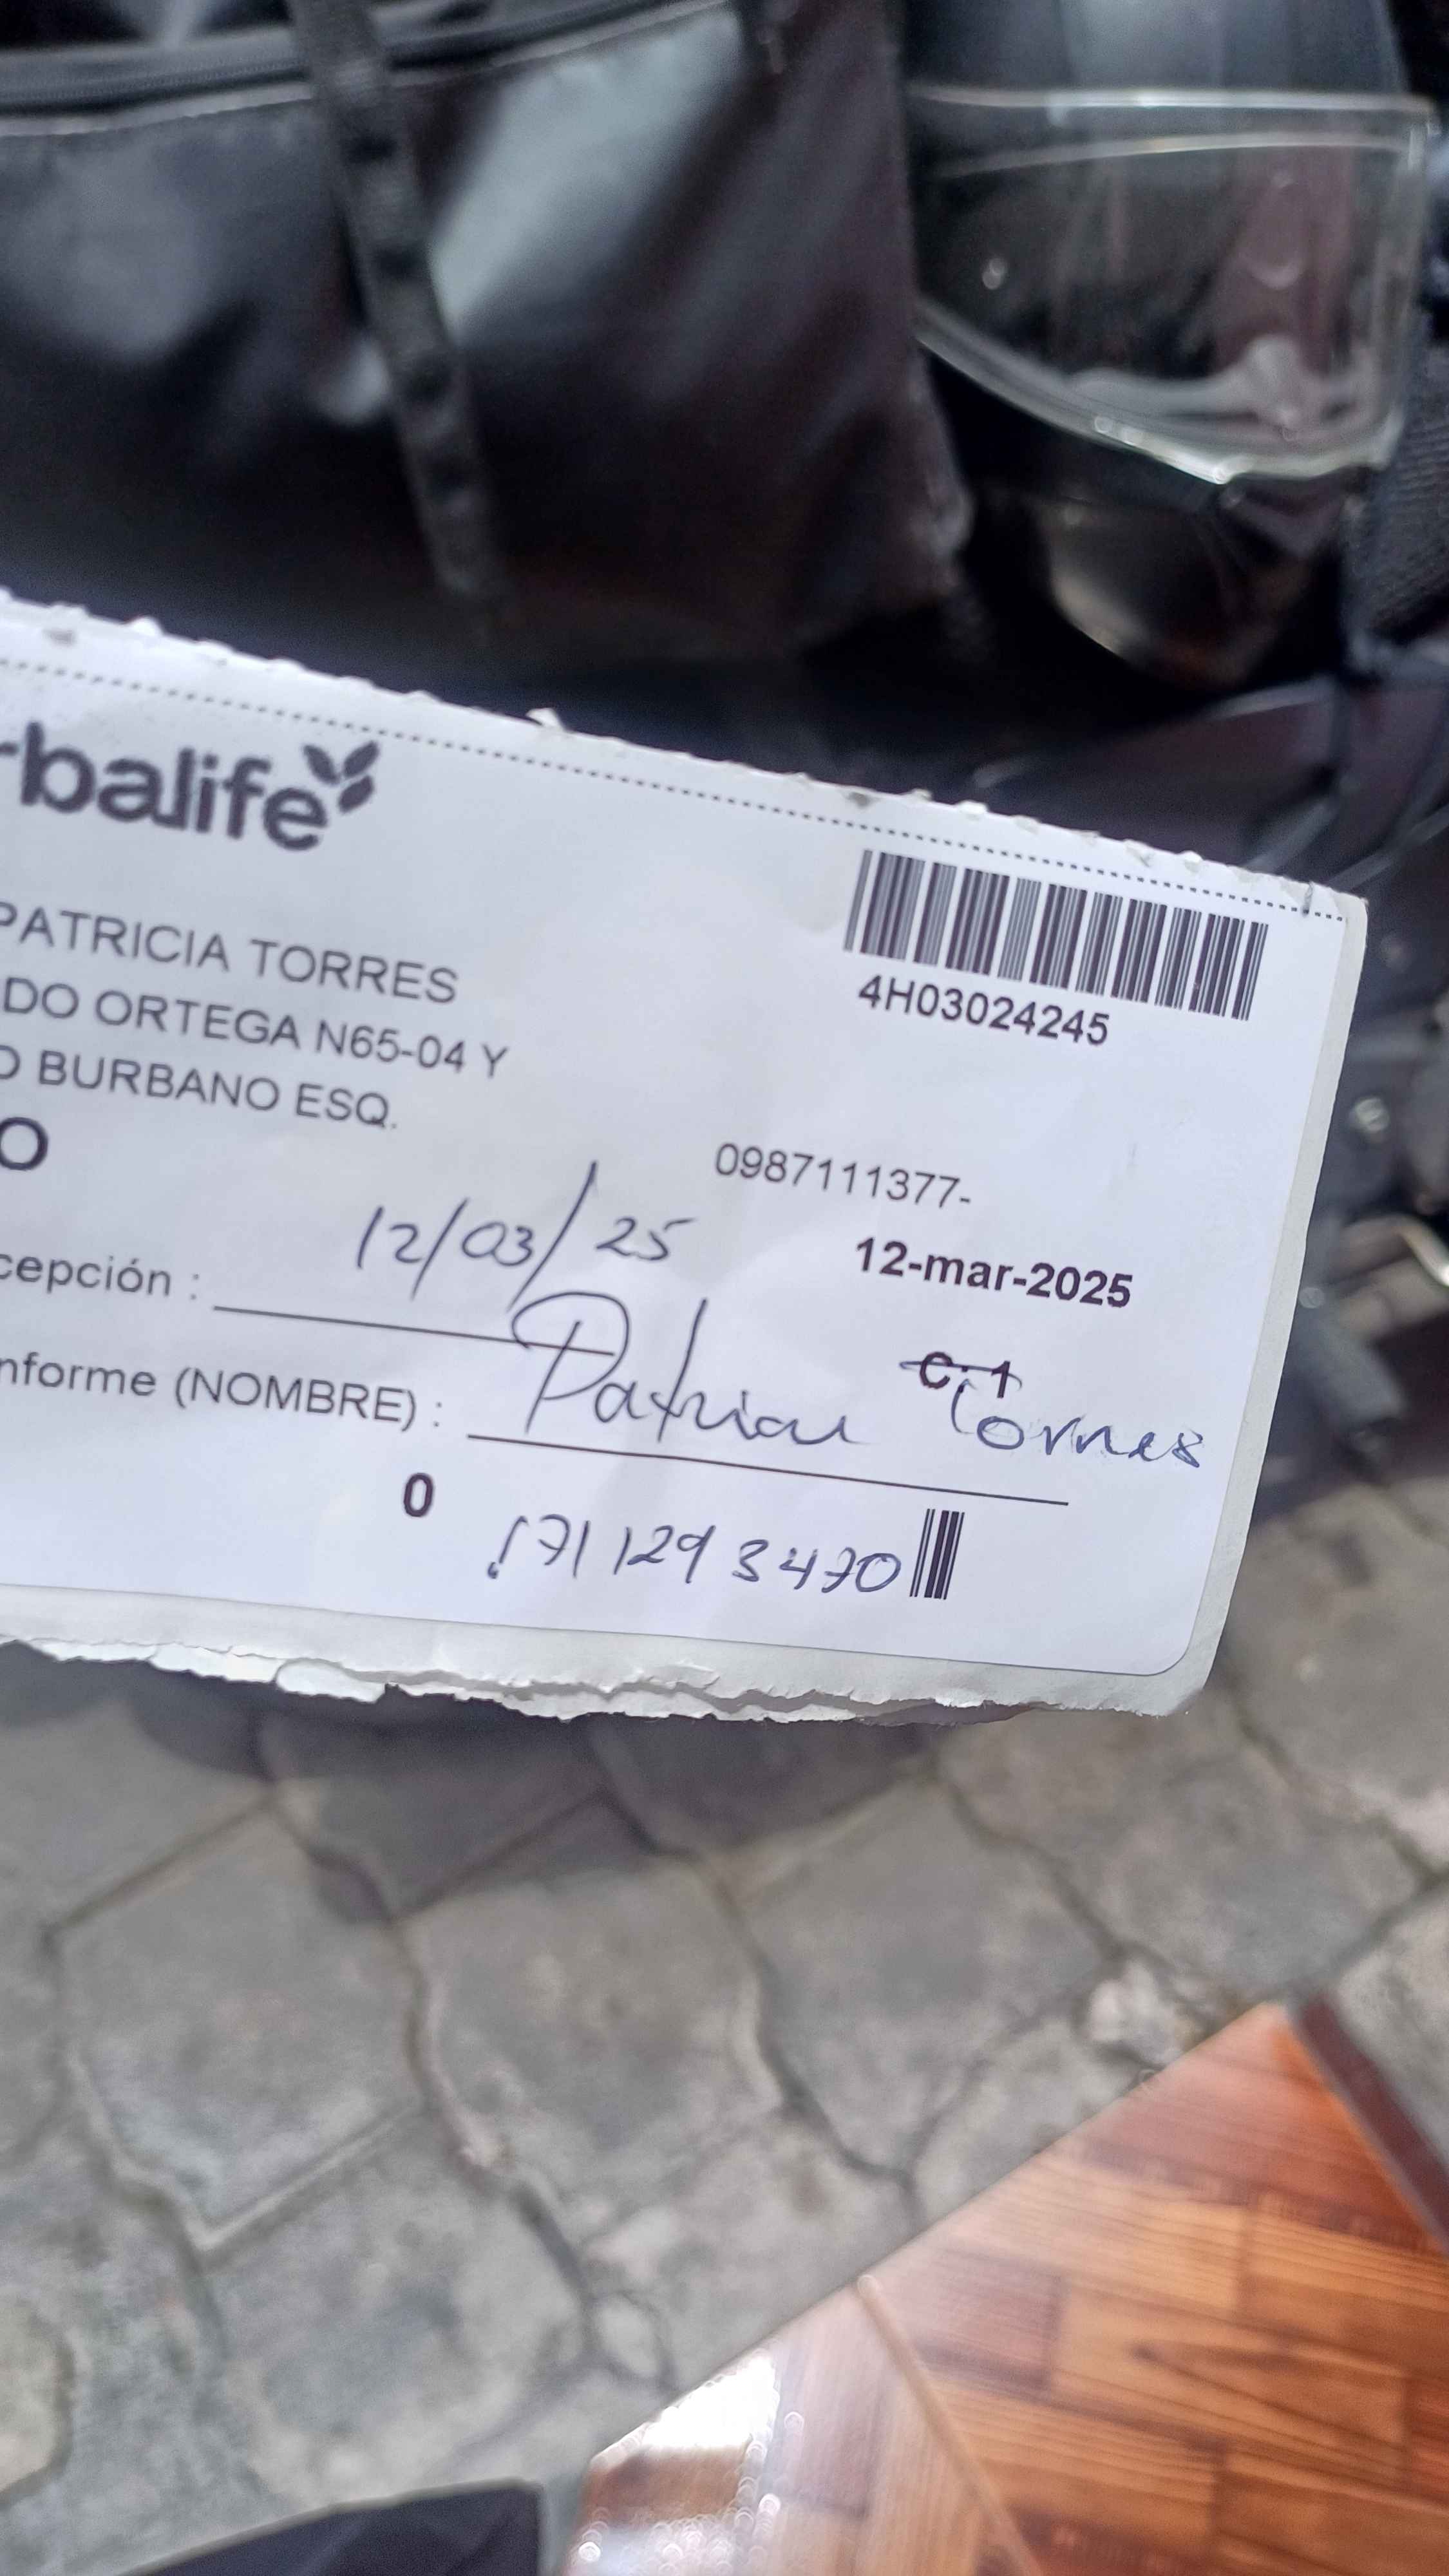 rbalife
4H03024245
PATRICIA TORRES
DO ORTEGA N65-04 Y
O BURBANO ESQ.
O
0987111377-
cepción : 12/03/25
12-mar-2025
C: 1
nforme (NOMBRE) : Patricia Torres
0
1711293470